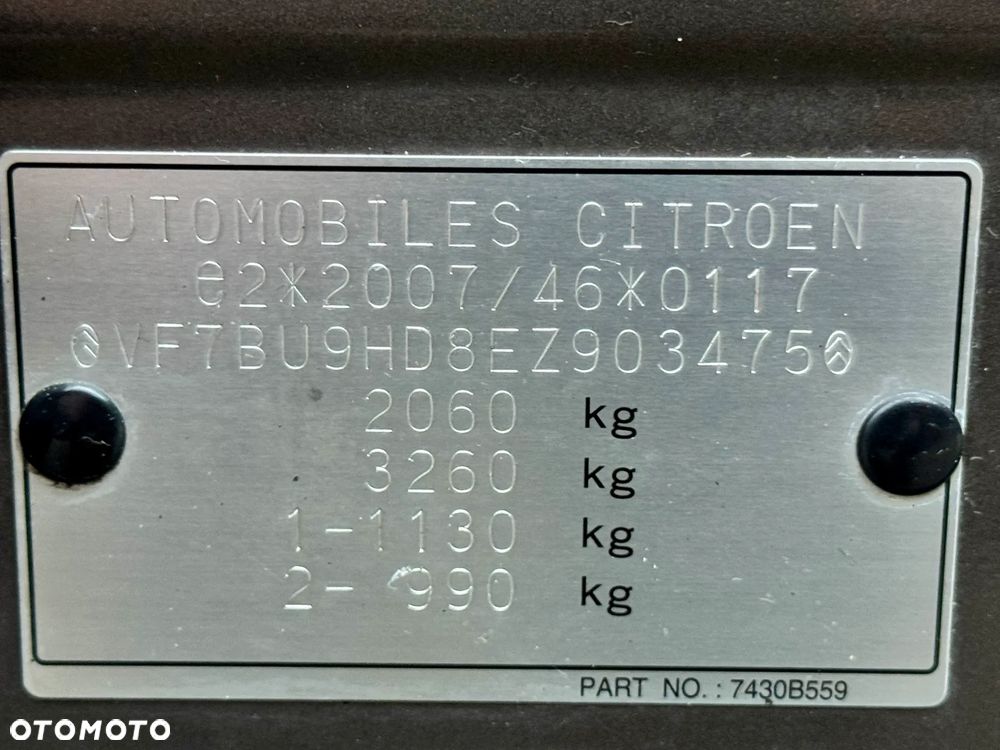 AUTOMOBILES CITROEN
e2*2007/46*0117
VF7BU9HD8EZ903475
2060 kg
3260 kg
1-1130 kg
2- 990 kg
PART NO.: 7430B559
OTOMOTO